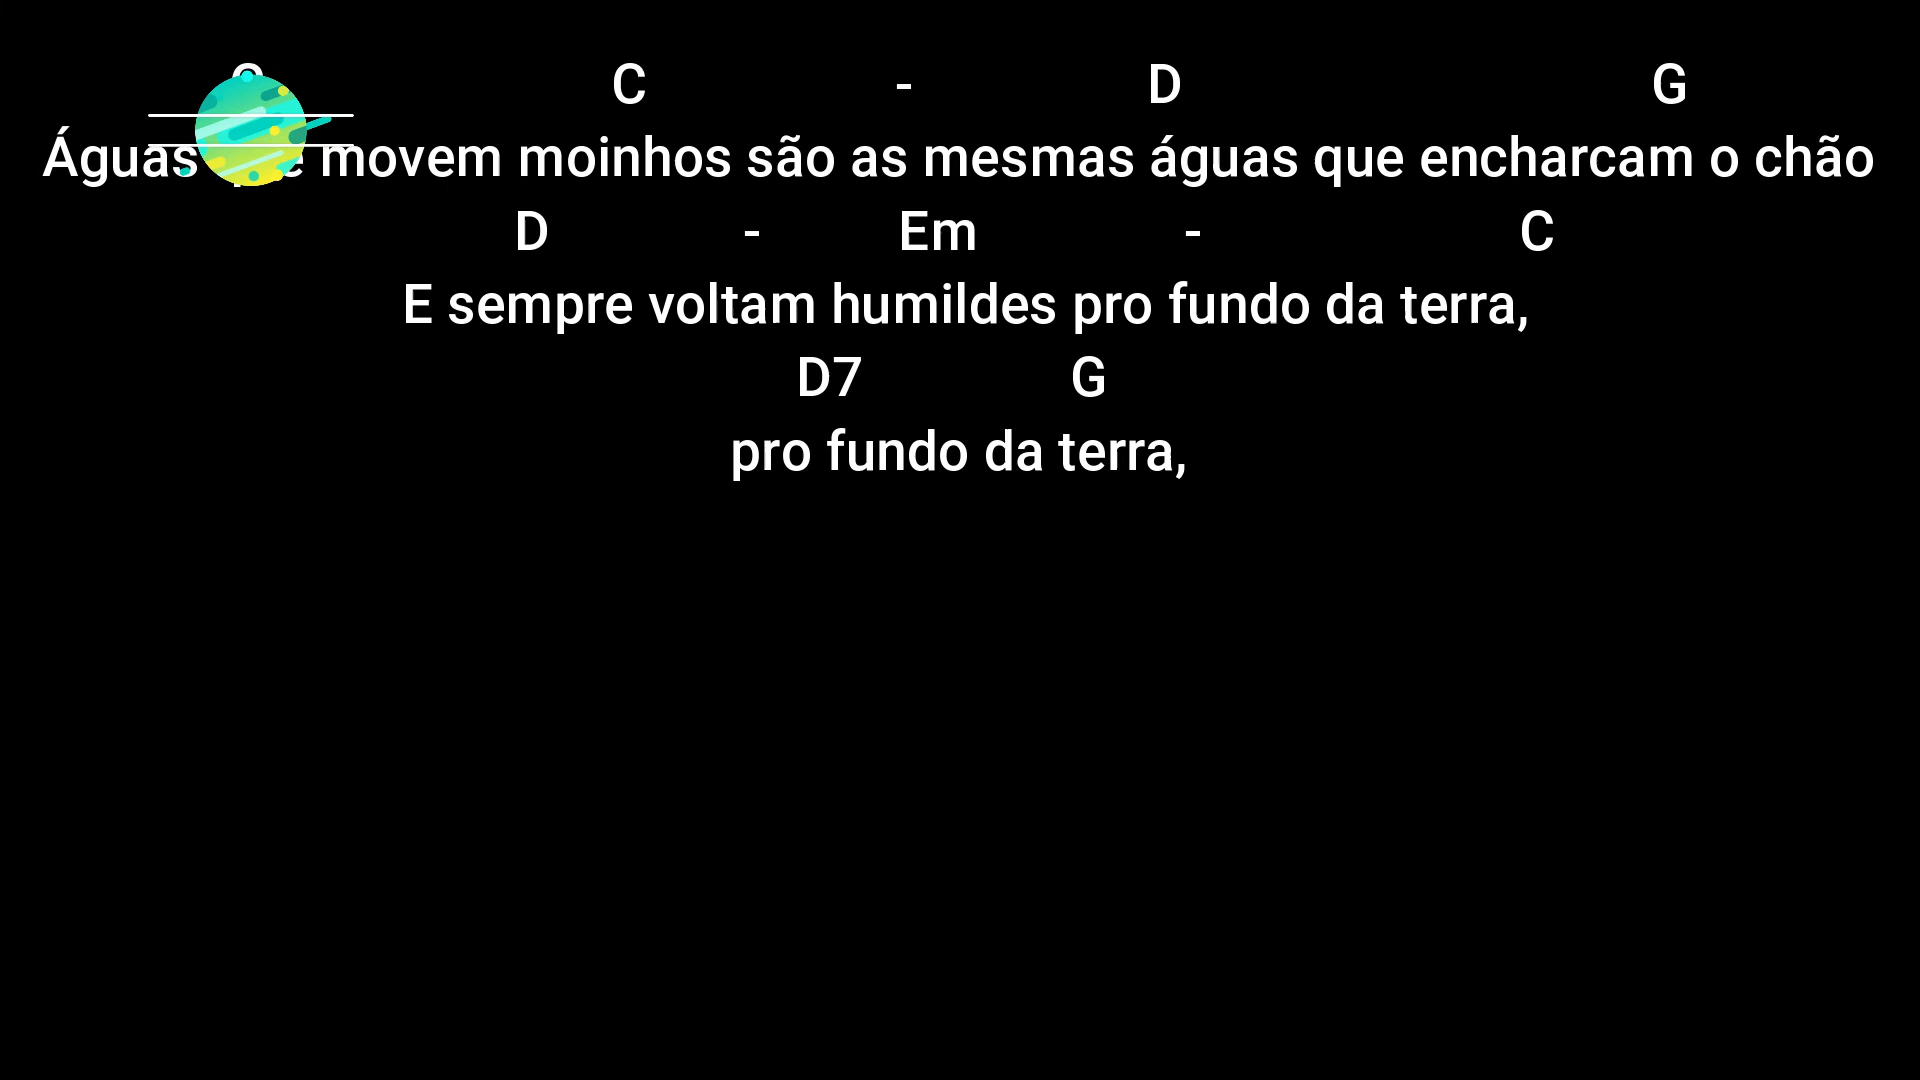 C - D G
Águas movem moinhos são as mesmas águas que encharcam o chão
D - Em - C
E sempre voltam humildes pro fundo da terra,
D7 G
pro fundo da terra,